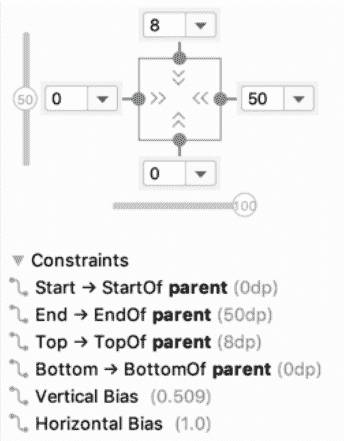 8
50
0
50
0
100
Constraints
Start → StartOf parent (0dp)
End → EndOf parent (50dp)
Top → TopOf parent (8dp)
Bottom → BottomOf parent (0dp)
Vertical Bias (0.509)
Horizontal Bias (1.0)